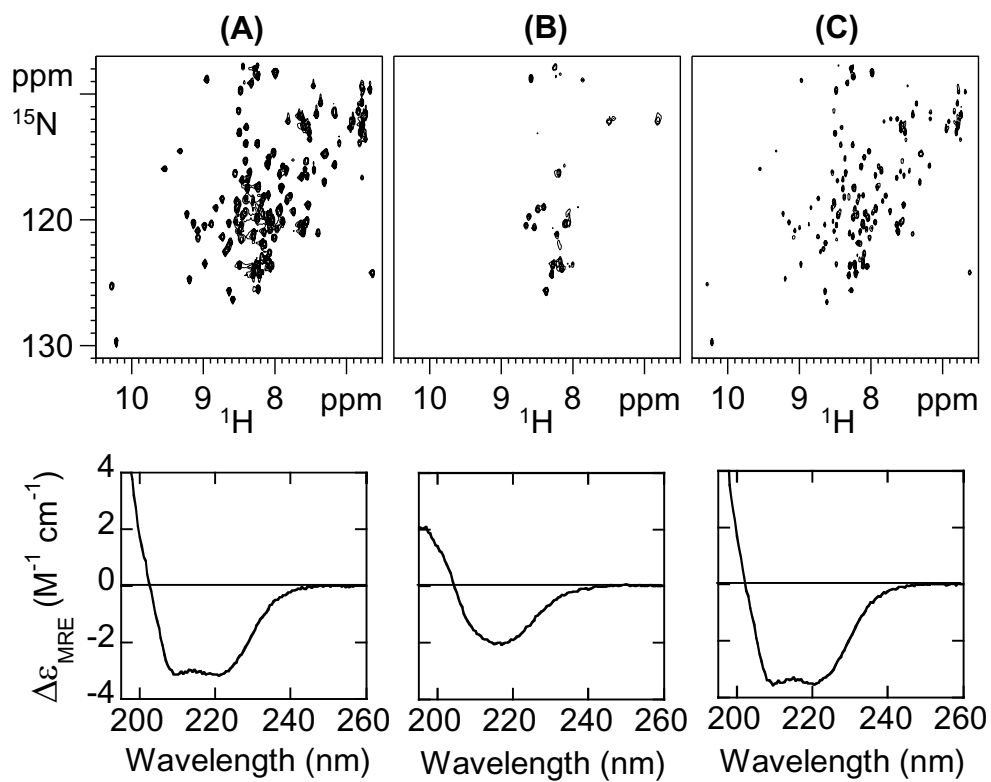 (A) (B) (C)
ppm
¹⁵N
120
130
10 9 8 ppm
¹H
10 9 8 ppm
¹H
10 9 8 ppm
¹H
4
2
0
-2
-4
Δε_MRE (M⁻¹ cm⁻¹)
200 220 240 260
Wavelength (nm)
200 220 240 260
Wavelength (nm)
200 220 240 260
Wavelength (nm)